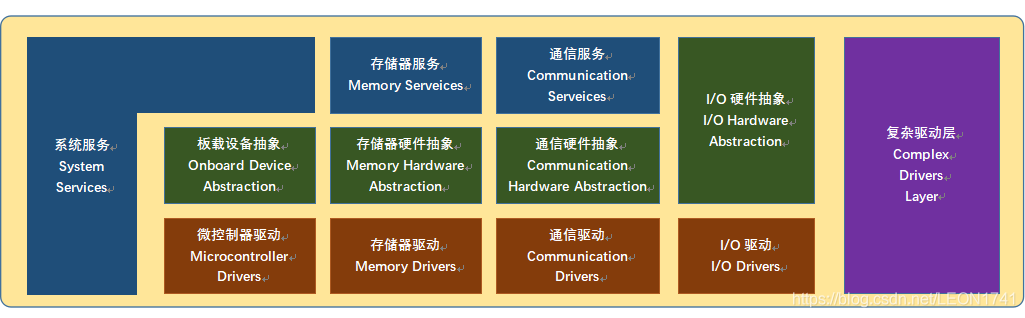 系统服务
System
Services
存储器服务
Memory Serveices
通信服务
Communication
Serveices
I/O 硬件抽象
I/O Hardware
Abstraction
复杂驱动层
Complex
Drivers
Layer
板载设备抽象
Onboard Device
Abstraction
存储器硬件抽象
Memory Hardware
Abstraction
通信硬件抽象
Communication
Hardware Abstraction
微控制器驱动
Microcontroller
Drivers
存储器驱动
Memory Drivers
通信驱动
Communication
Drivers
I/O 驱动
I/O Drivers
https://blog.csdn.net/LEON1741